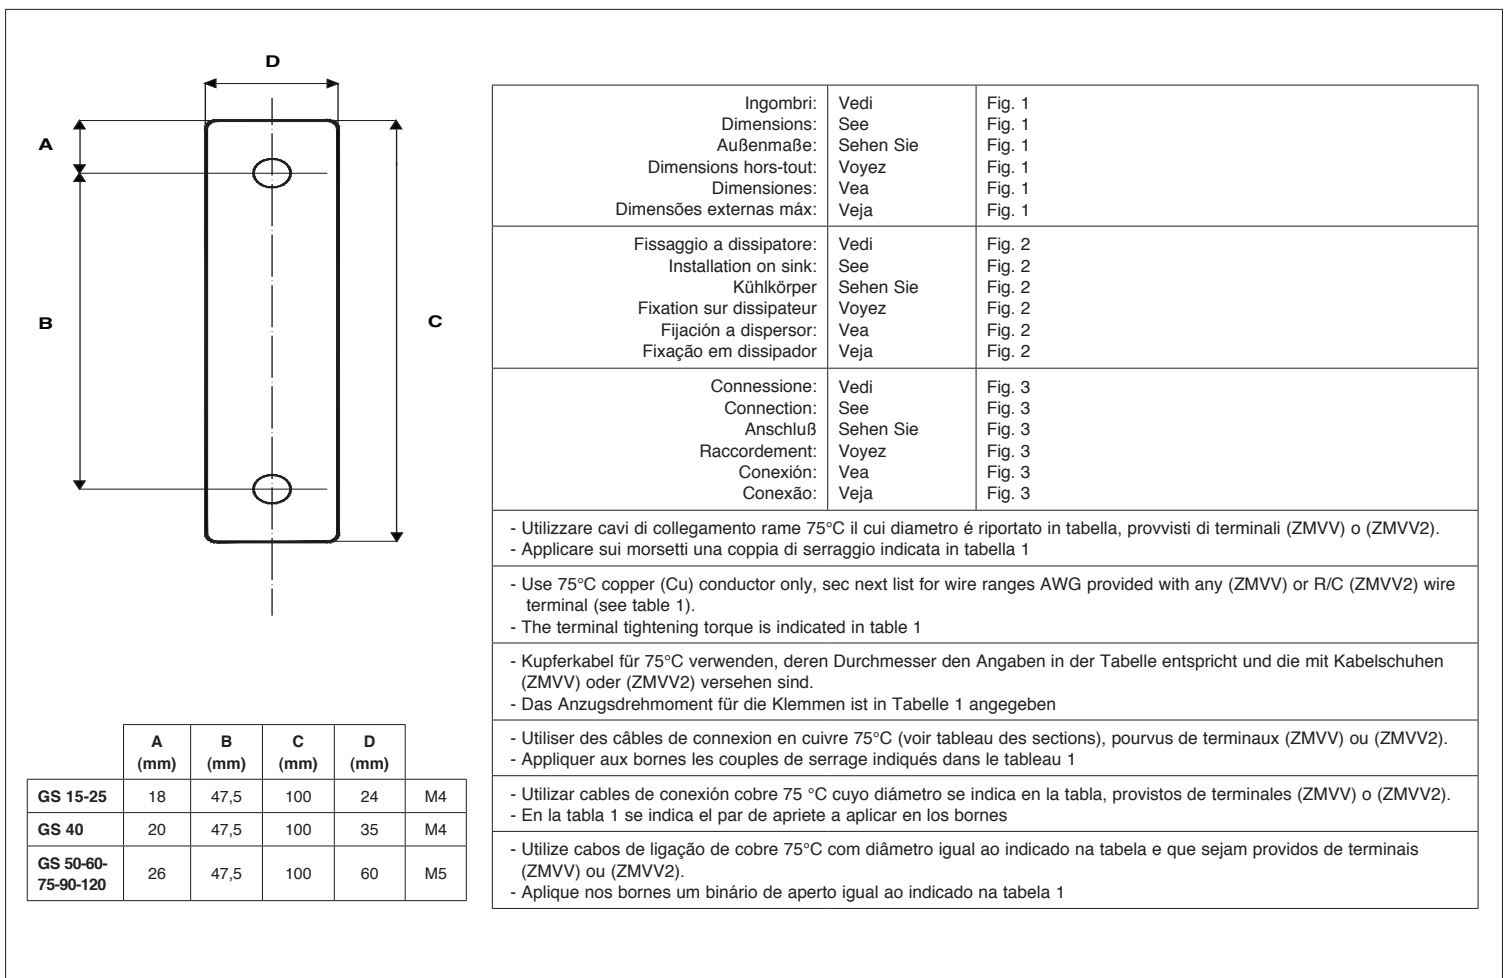 D
A
B
C
Ingombri: Vedi Fig. 1
Dimensions: See Fig. 1
Außenmaße: Sehen Sie Fig. 1
Dimensions hors-tout: Voyez Fig. 1
Dimensiones: Vea Fig. 1
Dimensões externas máx: Veja Fig. 1
Fissaggio a dissipatore: Vedi Fig. 2
Installation on sink: See Fig. 2
Kühlkörper Sehen Sie Fig. 2
Fixation sur dissipateur Voyez Fig. 2
Fijación a dispersor: Vea Fig. 2
Fixação em dissipador Veja Fig. 2
Connessione: Vedi Fig. 3
Connection: See Fig. 3
Anschluß Sehen Sie Fig. 3
Raccordement: Voyez Fig. 3
Conexión: Vea Fig. 3
Conexão: Veja Fig. 3
- Utilizzare cavi di collegamento rame 75°C il cui diametro é riportato in tabella, provvisti di terminali (ZMVV) o (ZMVV2).
- Applicare sui morsetti una coppia di serraggio indicata in tabella 1
- Use 75°C copper (Cu) conductor only, sec next list for wire ranges AWG provided with any (ZMVV) or R/C (ZMVV2) wire
terminal (see table 1).
- The terminal tightening torque is indicated in table 1
- Kupferkabel für 75°C verwenden, deren Durchmesser den Angaben in der Tabelle entspricht und die mit Kabelschuhen
(ZMVV) oder (ZMVV2) versehen sind.
- Das Anzugsdrehmoment für die Klemmen ist in Tabelle 1 angegeben
- Utiliser des câbles de connexion en cuivre 75°C (voir tableau des sections), pourvus de terminaux (ZMVV) ou (ZMVV2).
- Appliquer aux bornes les couples de serrage indiqués dans le tableau 1
- Utilizar cables de conexión cobre 75 °C cuyo diámetro se indica en la tabla, provistos de terminales (ZMVV) o (ZMVV2).
- En la tabla 1 se indica el par de apriete a aplicar en los bornes
- Utilize cabos de ligação de cobre 75°C com diâmetro igual ao indicado na tabela e que sejam providos de terminais
(ZMVV) ou (ZMVV2).
- Aplique nos bornes um binário de aperto igual ao indicado na tabela 1
A B C D
(mm) (mm) (mm) (mm)
GS 15-25 18 47,5 100 24 M4
GS 40 20 47,5 100 35 M4
GS 50-60-
75-90-120 26 47,5 100 60 M5